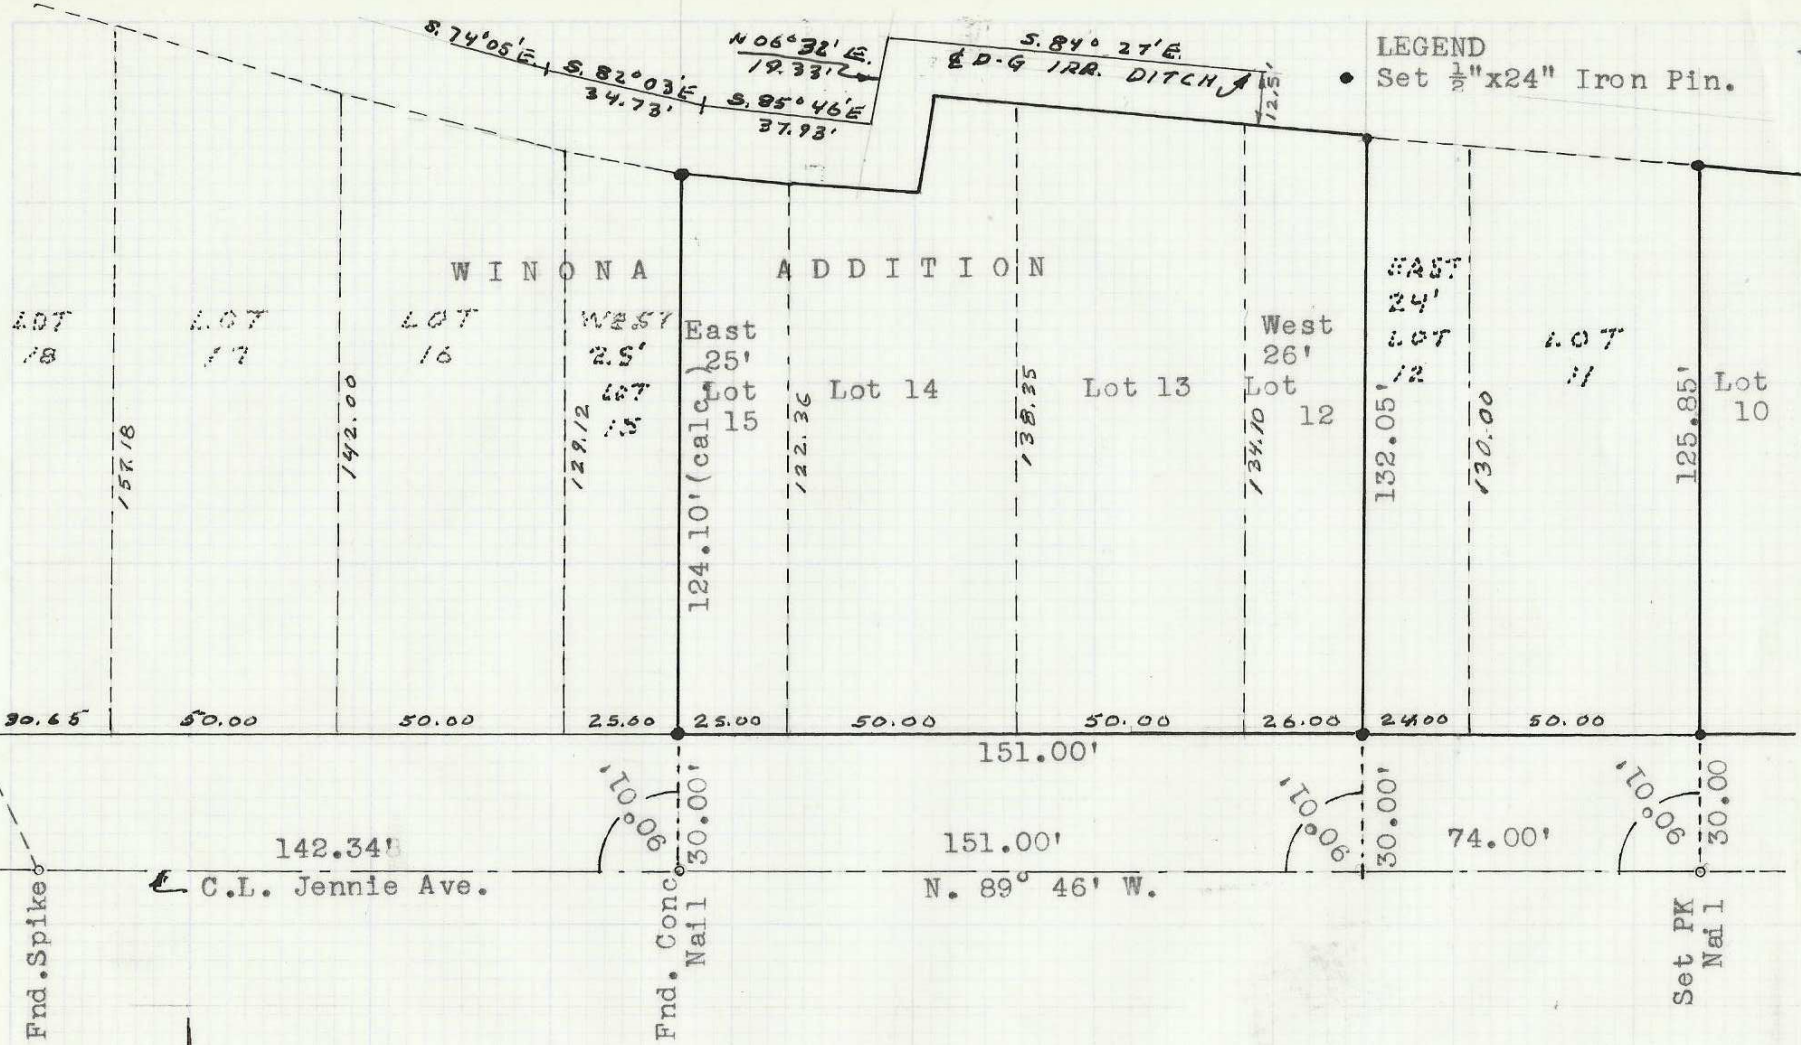 S. 74°05'E.
S. 82°03'E
34.73'
S. 85°46'E
37.93'
N 06°32' E.
19.33'
S. 84° 27'E.
℄ D-G IRR. DITCH
12.5'
LEGEND
Set ½"x24" Iron Pin.
WINONA ADDITION
LOT
18
LOT
17
LOT
16
WEST
25'
LOT
15
East
25'
Lot
15
Lot 14
Lot 13
West
26'
Lot
12
EAST
24'
LOT
12
LOT
11
Lot
10
157.18
142.00
129.12
124.10'(calc.)
122.36
138.35
134.10
132.05'
130.00
125.85'
30.65
50.00
50.00
25.00
25.00
50.00
50.00
26.00
24.00
50.00
151.00'
90°01'
30.00'
90°01'
30.00'
90°01'
30.00
142.34'
151.00'
74.00'
℄ C.L. Jennie Ave.
N. 89° 46' W.
Fnd.Spike
Fnd. Conc
Nail
Set PK
Nail